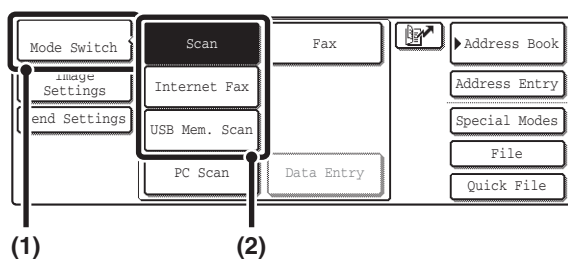 Mode Switch
Scan
Fax
Address Book
Image
Settings
Internet Fax
Address Entry
end Settings
USB Mem. Scan
Special Modes
File
PC Scan
Data Entry
Quick File
(1)
(2)